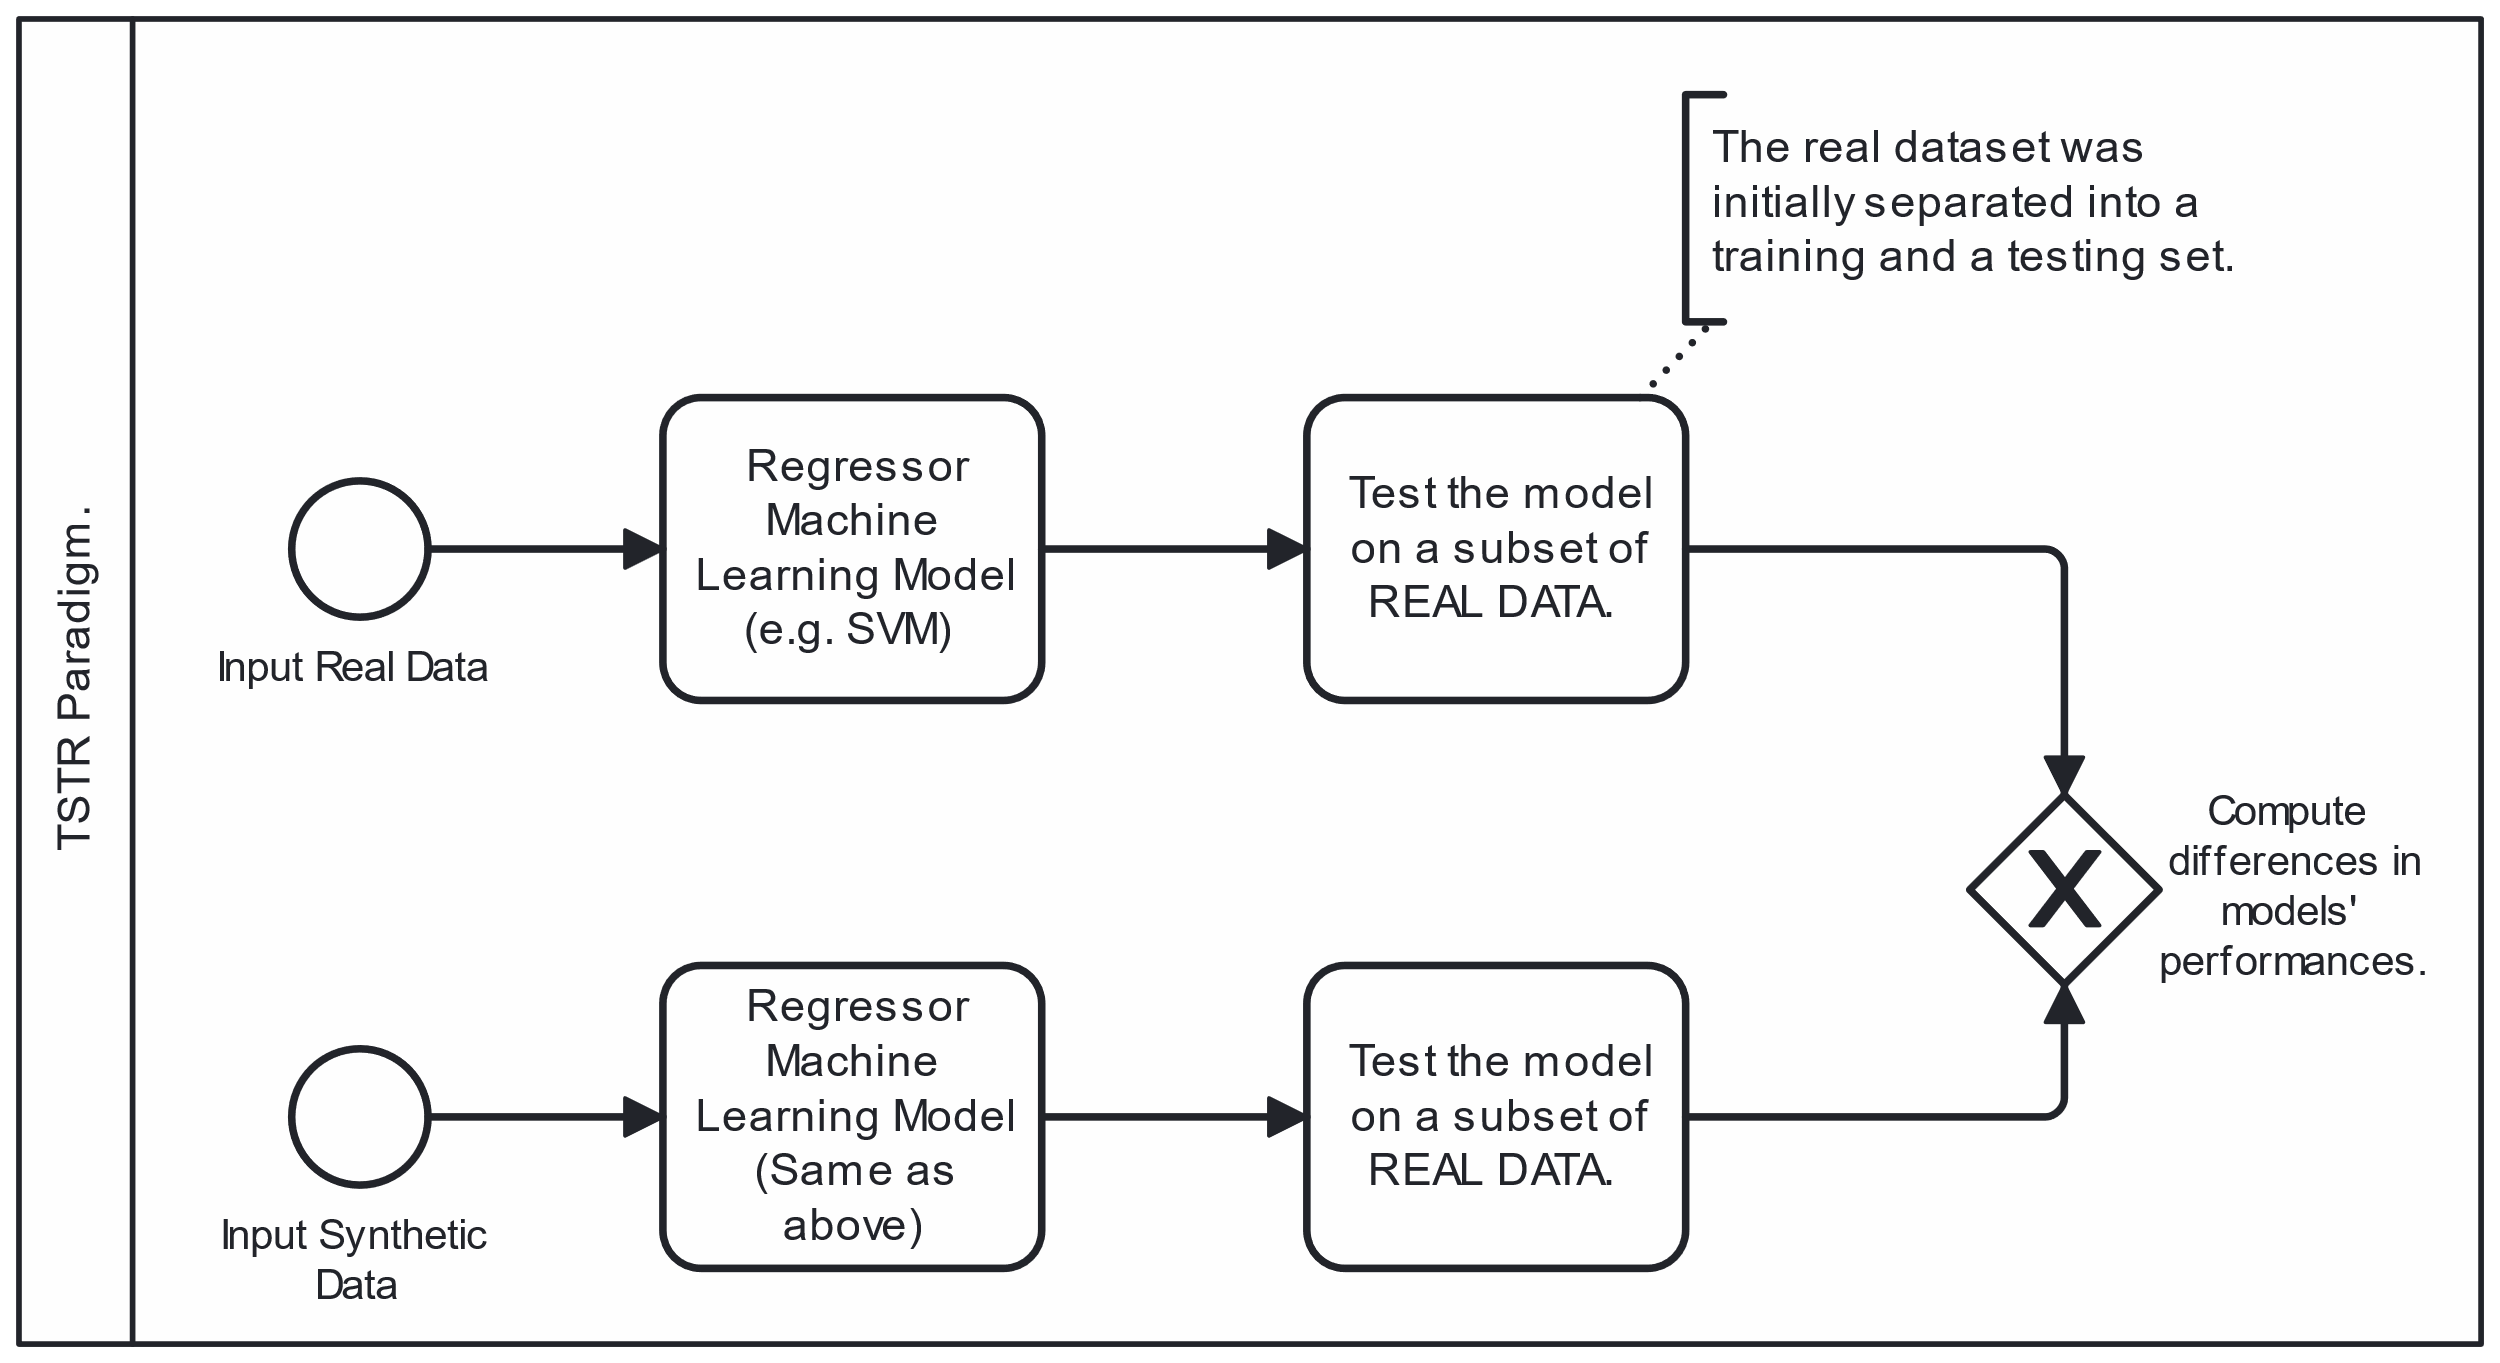 TSTR Paradigm.
The real dataset was
initially separated into a
training and a testing set.
Regressor
Machine
Learning Model
(e.g. SVM)
Test the model
on a subset of
REAL DATA.
Input Real Data
X
Compute
differences in
models'
performances.
Regressor
Machine
Learning Model
(Same as
above)
Test the model
on a subset of
REAL DATA.
Input Synthetic
Data